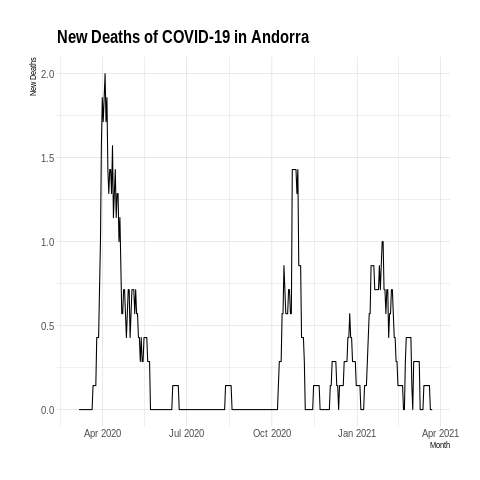 New Deaths of COVID-19 in Andorra
New Deaths
2.0
1.5
1.0
0.5
0.0
Apr 2020 Jul 2020 Oct 2020 Jan 2021 Apr 2021
Month